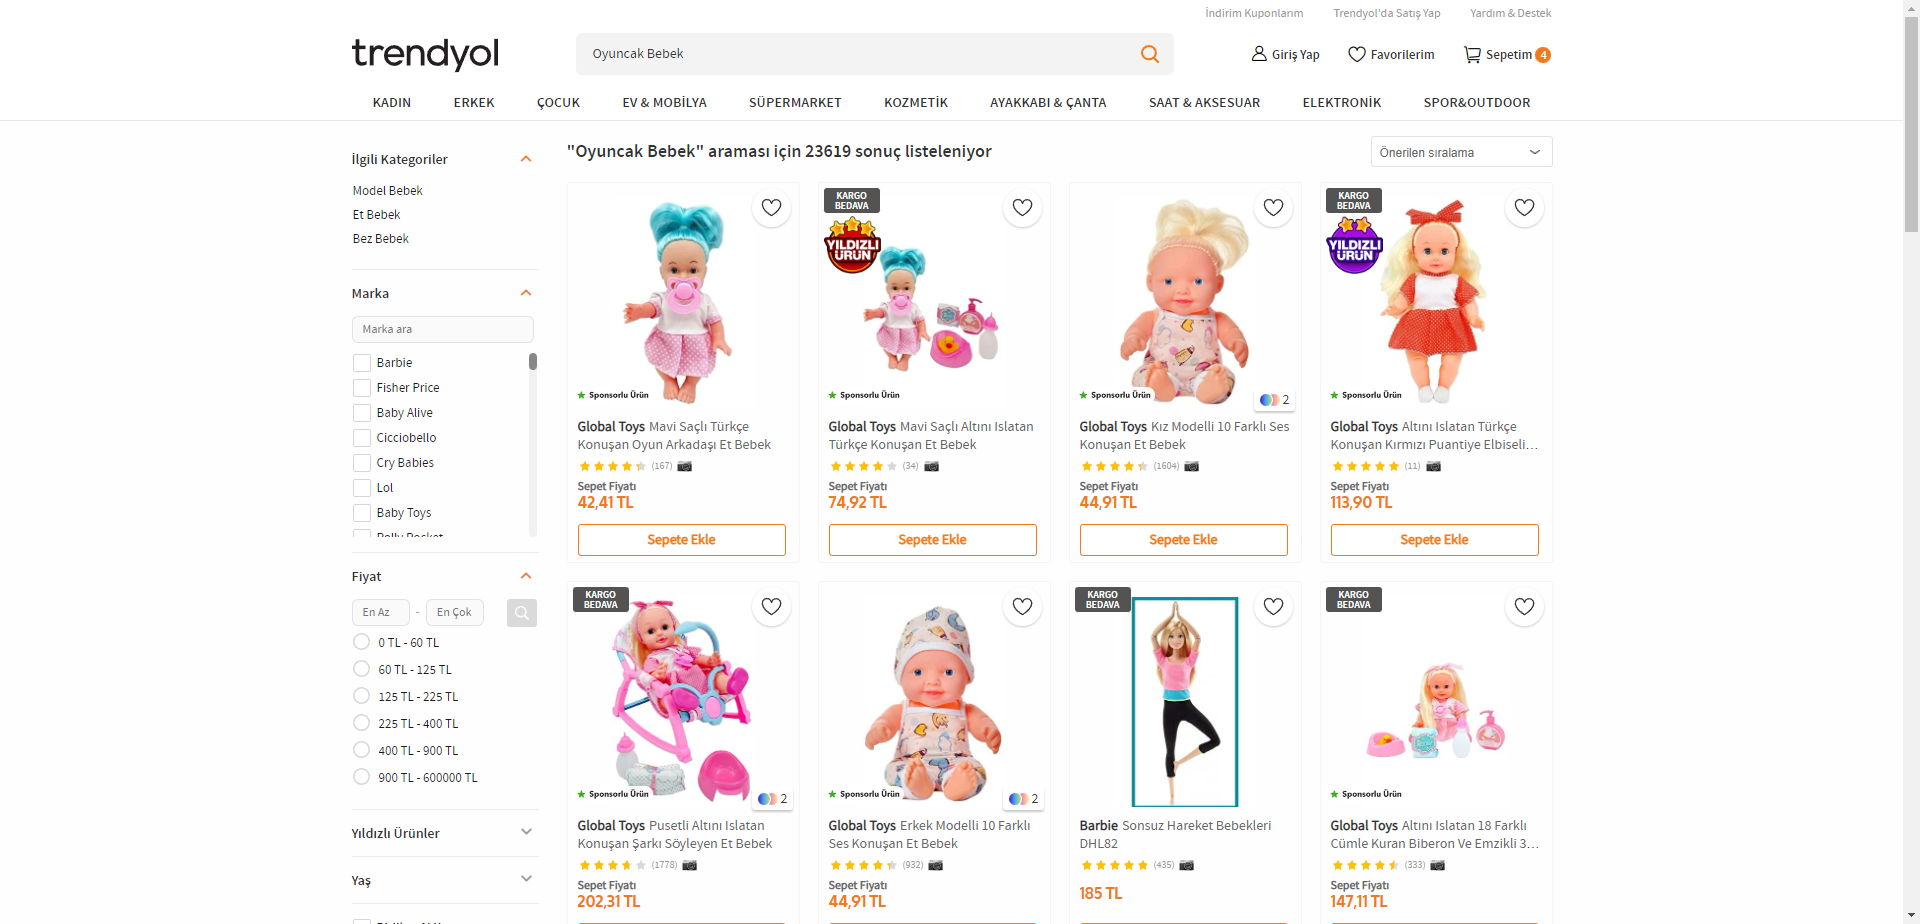 İndirim Kuponlarım
Trendyol'da Satış Yap
Yardım & Destek
trendyol
Oyuncak Bebek
Giriş Yap
Favorilerim
Sepetim 4
KADIN
ERKEK
ÇOCUK
EV & MOBİLYA
SÜPERMARKET
KOZMETİK
AYAKKABI & ÇANTA
SAAT & AKSESUAR
ELEKTRONİK
SPOR&OUTDOOR
İlgili Kategoriler
Model Bebek
Et Bebek
Bez Bebek
Marka
Marka ara
Barbie
Fisher Price
Baby Alive
Cicciobello
Cry Babies
Lol
Baby Toys
Polly Pocket
Fiyat
En Az - En Çok
0 TL - 60 TL
60 TL - 125 TL
125 TL - 225 TL
225 TL - 400 TL
400 TL - 900 TL
900 TL - 600000 TL
Yıldızlı Ürünler
Yaş
"Oyuncak Bebek" araması için 23619 sonuç listeleniyor
Önerilen sıralama
Sponsorlu Ürün
Global Toys Mavi Saçlı Türkçe
Konuşan Oyun Arkadaşı Et Bebek
(167)
Sepet Fiyatı
42,41 TL
Sepete Ekle
KARGO
BEDAVA
YILDIZLI
ÜRÜN
Sponsorlu Ürün
Global Toys Mavi Saçlı Altını Islatan
Türkçe Konuşan Et Bebek
(34)
Sepet Fiyatı
74,92 TL
Sepete Ekle
Sponsorlu Ürün
2
Global Toys Kız Modelli 10 Farklı Ses
Konuşan Et Bebek
(1604)
Sepet Fiyatı
44,91 TL
Sepete Ekle
KARGO
BEDAVA
YILDIZLI
ÜRÜN
Sponsorlu Ürün
Global Toys Altını Islatan Türkçe
Konuşan Kırmızı Puantiye Elbiseli...
(11)
Sepet Fiyatı
113,90 TL
Sepete Ekle
KARGO
BEDAVA
Sponsorlu Ürün
2
Global Toys Pusetli Altını Islatan
Konuşan Şarkı Söyleyen Et Bebek
(1778)
Sepet Fiyatı
202,31 TL
Sponsorlu Ürün
2
Global Toys Erkek Modelli 10 Farklı
Ses Konuşan Et Bebek
(932)
Sepet Fiyatı
44,91 TL
KARGO
BEDAVA
Barbie Sonsuz Hareket Bebekleri
DHL82
(435)
185 TL
KARGO
BEDAVA
Sponsorlu Ürün
Global Toys Altını Islatan 18 Farklı
Cümle Kuran Biberon Ve Emzikli 3...
(333)
Sepet Fiyatı
147,11 TL